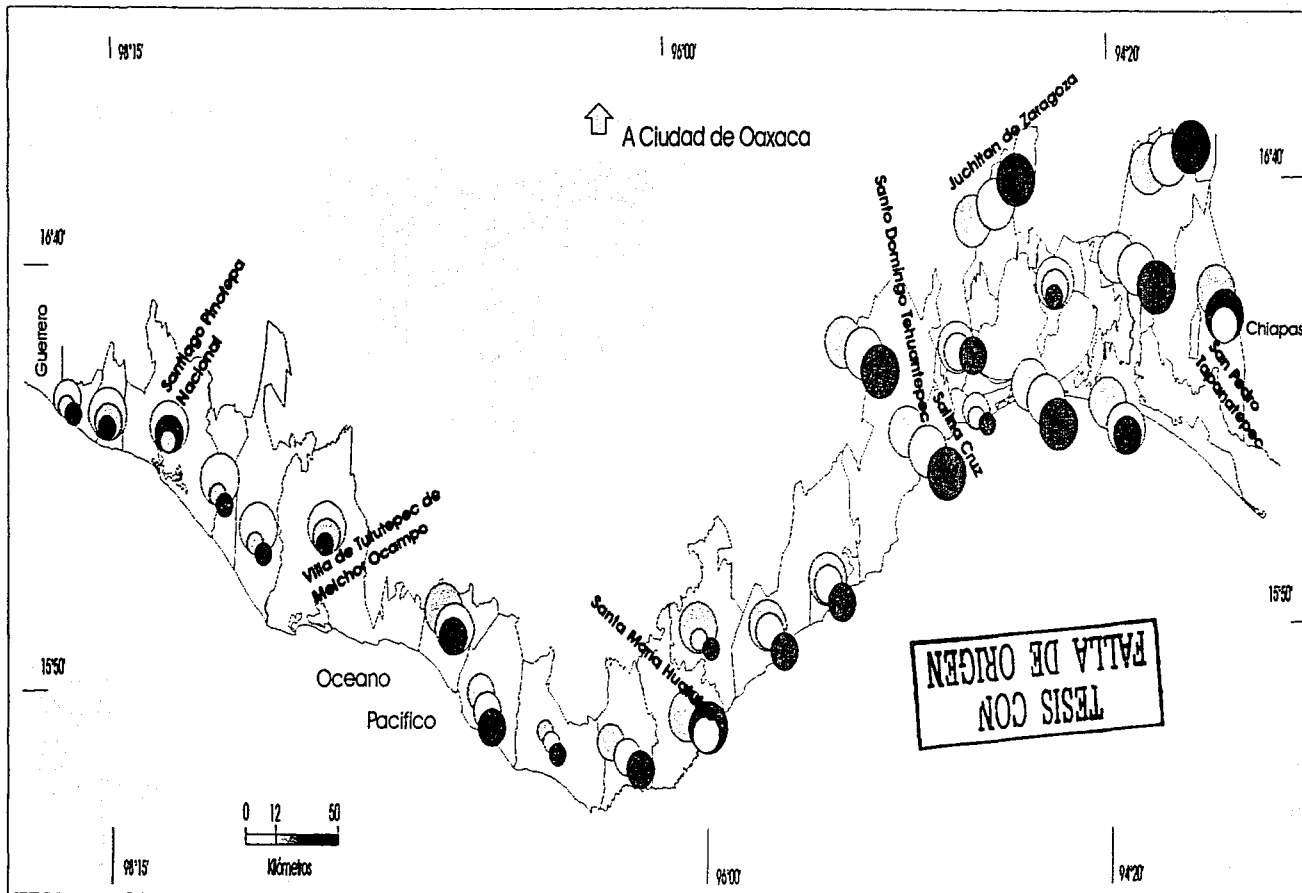 98°15'
96°00'
94°20'
A Ciudad de Oaxaca
Juchitan de Zaragoza
16°40'
16°40'
Santo Domingo Tehuantepec
Salina Cruz
Guerrero
Santiago Pinotepa
Nacional
Chiapas
San Pedro
Tapanatepec
Villa de Tututepec de
Melchor Ocampo
Santa María
15°50'
15°50'
Oceano
Pacifico
TESIS CON
FALLA DE ORIGEN
0 12 50
Kilómetros
98°15'
96°00'
94°20'